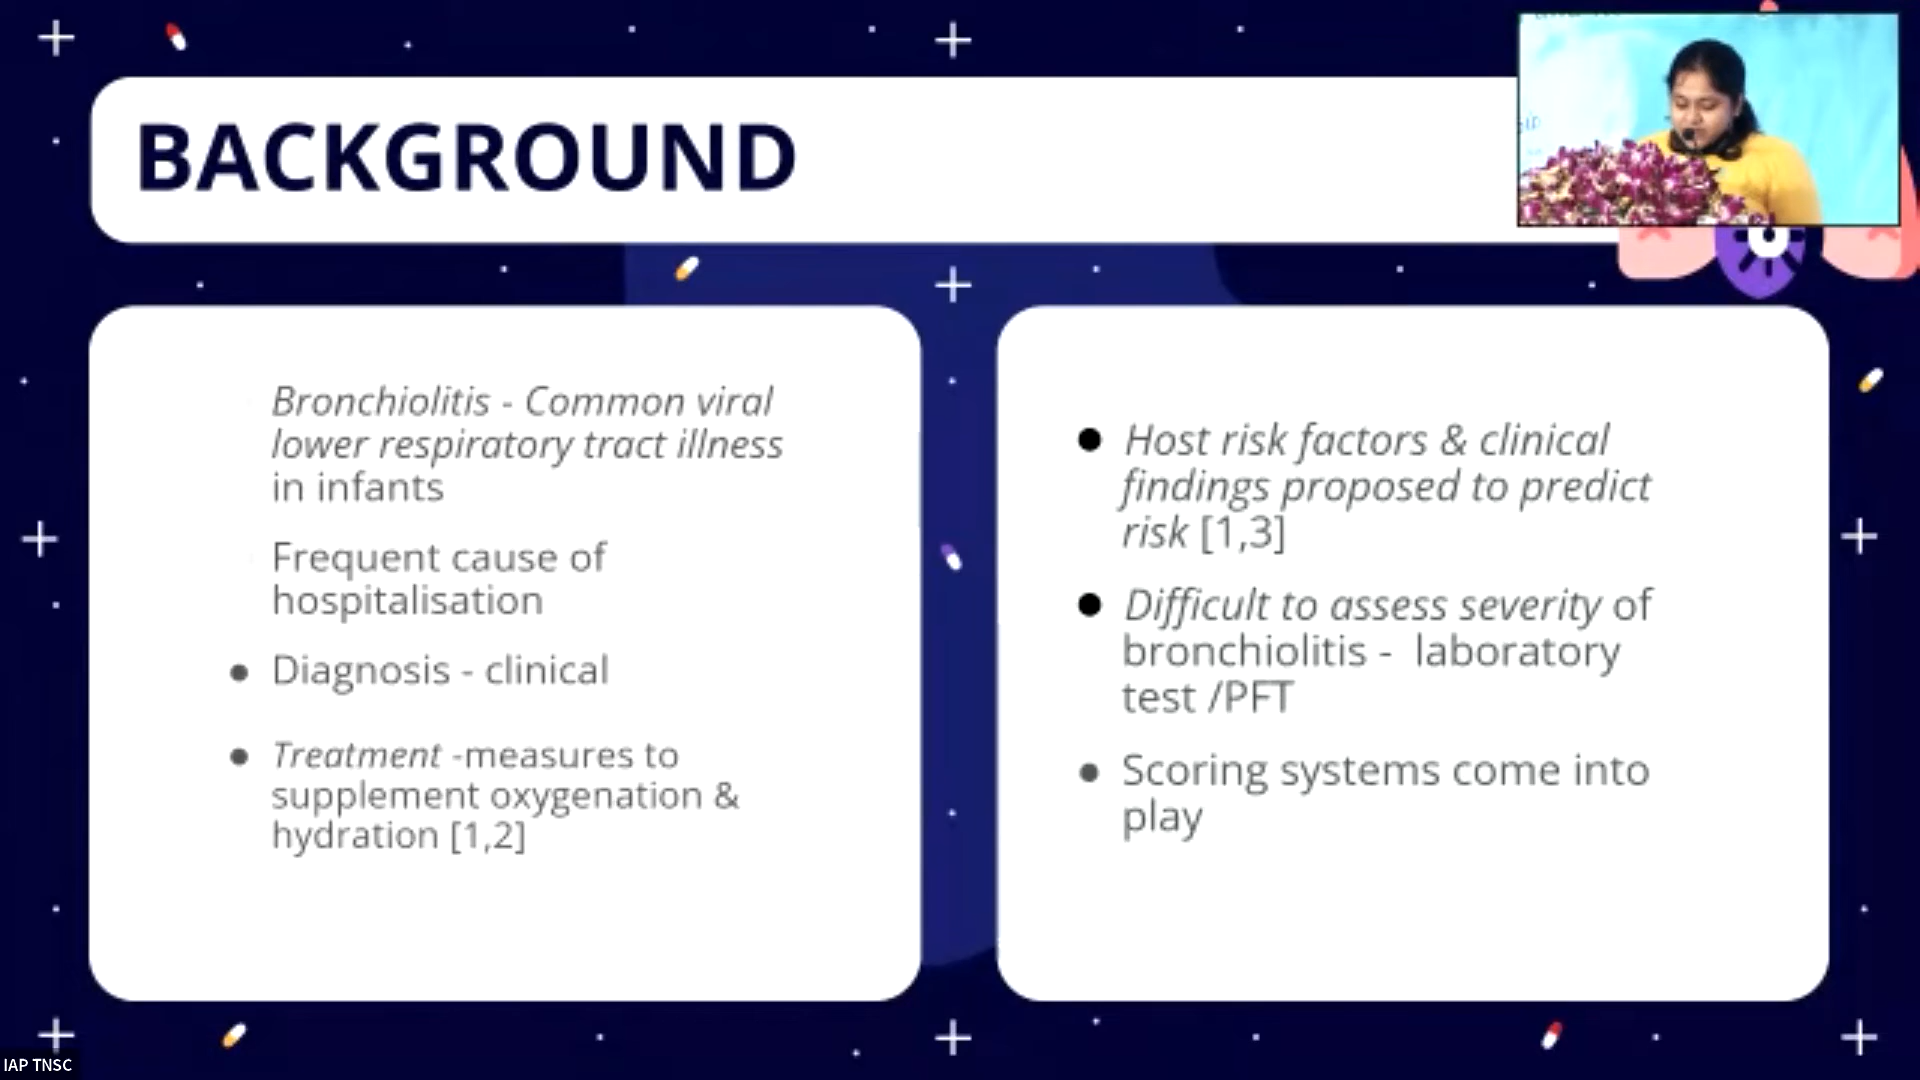 BACKGROUND
Bronchiolitis - Common viral
lower respiratory tract illness
in infants
Frequent cause of
hospitalisation
Diagnosis - clinical
Treatment -measures to
supplement oxygenation &
hydration [1,2]
Host risk factors & clinical
findings proposed to predict
risk [1,3]
Difficult to assess severity of
bronchiolitis - laboratory
test /PFT
Scoring systems come into
play
IAP TNSC